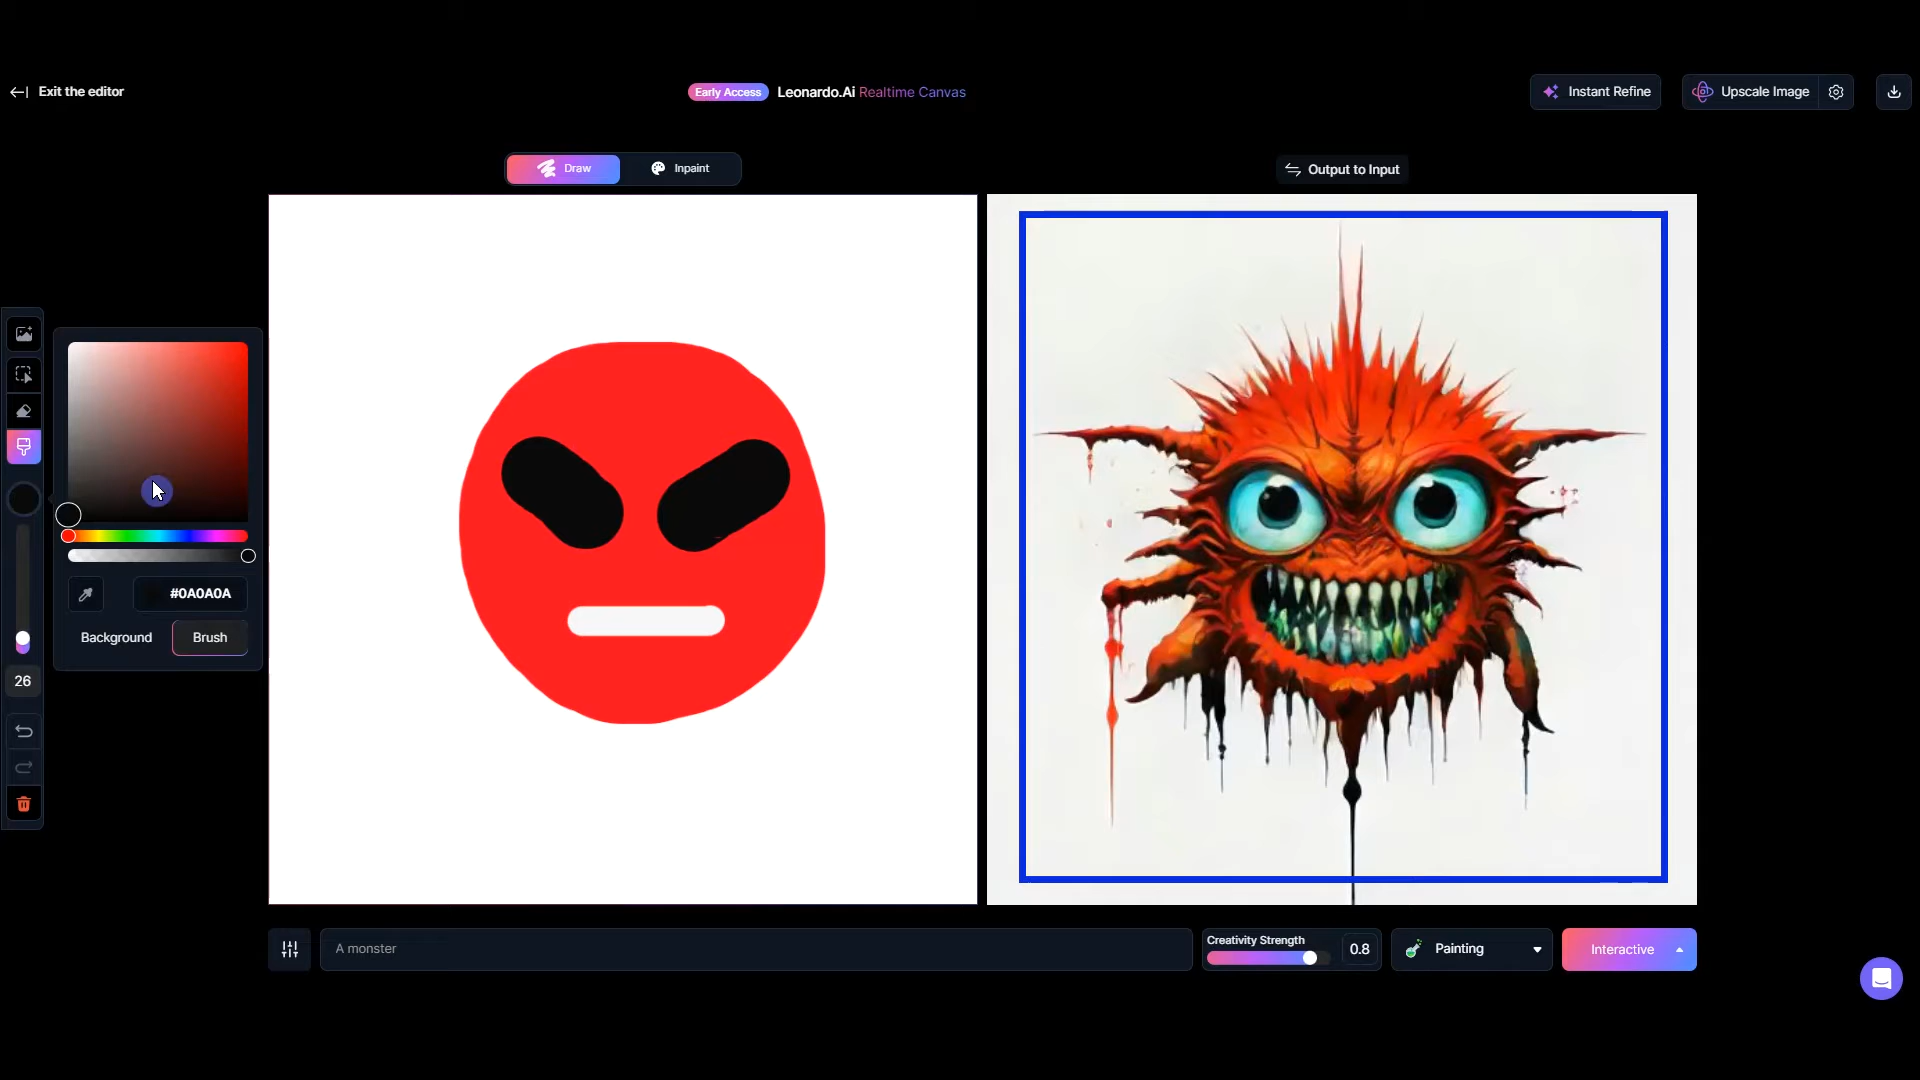 Exit the editor
Early Access Leonardo.Ai Realtime Canvas
Instant Refine
Upscale Image
Draw
Inpaint
Output to Input
#0A0A0A
Background
Brush
26
A monster
Creativity Strength
0.8
Painting
Interactive